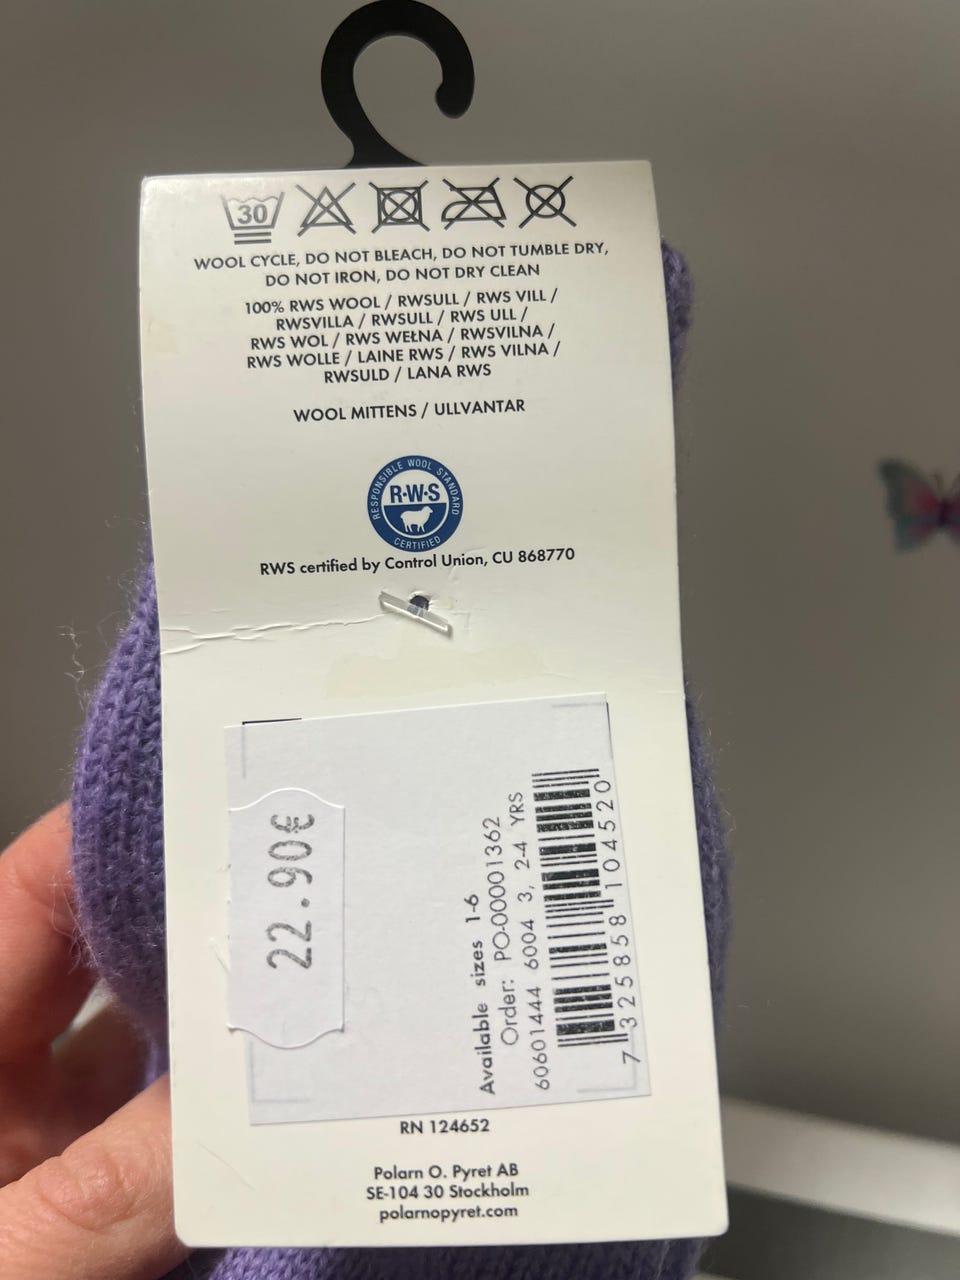 30
WOOL CYCLE, DO NOT BLEACH, DO NOT TUMBLE DRY,
DO NOT IRON, DO NOT DRY CLEAN
100% RWS WOOL / RWSULL / RWS VILL /
RWSVILLA / RWSULL / RWS ULL /
RWS WOL / RWS WEŁNA / RWSVILNA /
RWS WOLLE / LAINE RWS / RWS VILNA /
RWSULD / LANA RWS
WOOL MITTENS / ULLVANTAR
RESPONSIBLE WOOL STANDARD
R·W·S
CERTIFIED
RWS certified by Control Union, CU 868770
22.90€
Available sizes 1-6
Order: PO-00001362
60601444 6004 3, 2-4 YRS
7 325858 104520
RN 124652
Polarn O. Pyret AB
SE-104 30 Stockholm
polarnopyret.com